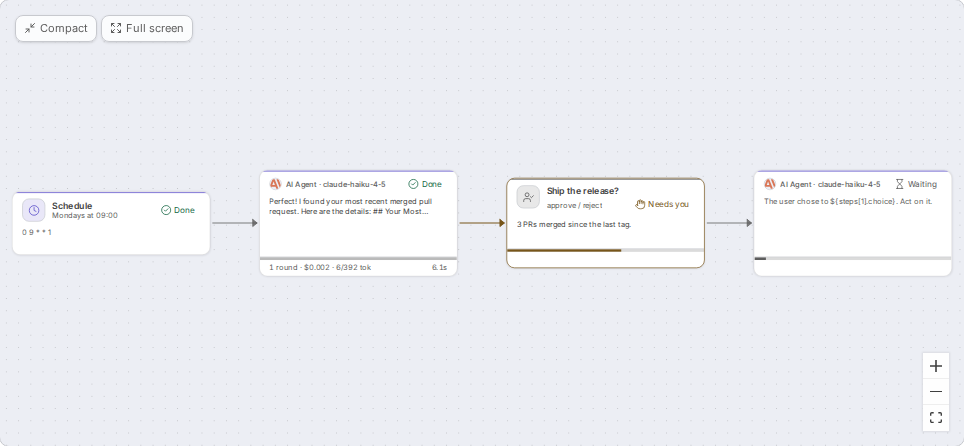 Compact
Full screen
Schedule
Mondays at 09:00
Done
0 9 * * 1
AI Agent · claude-haiku-4-5
Done
Perfect! I found your most recent merged pull
request. Here are the details: ## Your Most...
1 round · $0.002 · 6/392 tok
6.1s
Ship the release?
approve / reject
Needs you
3 PRs merged since the last tag.
AI Agent · claude-haiku-4-5
Waiting
The user chose to ${steps[1].choice}. Act on it.